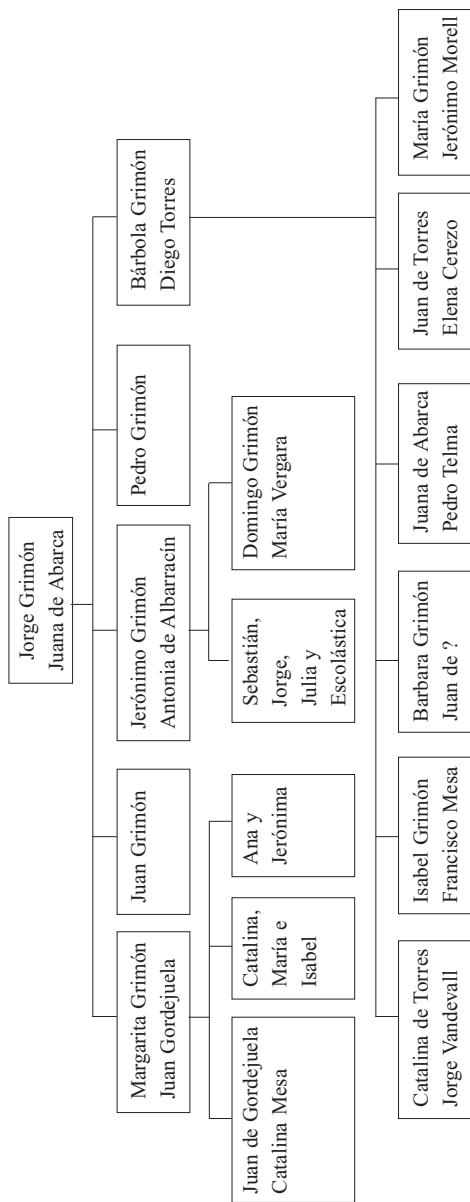 Jorge Grimón
Juana de Abarca
Margarita Grimón
Juan Gordejuela
Juan Grimón
Jerónimo Grimón
Antonia de Albarracín
Pedro Grimón
Bárbola Grimón
Diego Torres
Juan de Gordejuela
Catalina Mesa
Catalina,
María e
Isabel
Ana y
Jerónima
Sebastián,
Jorge,
Julia y
Escolástica
Domingo Grimón
María Vergara
Catalina de Torres
Jorge Vandevall
Isabel Grimón
Francisco Mesa
Barbara Grimón
Juan de ?
Juana de Abarca
Pedro Telma
Juan de Torres
Elena Cerezo
María Grimón
Jerónimo Morell